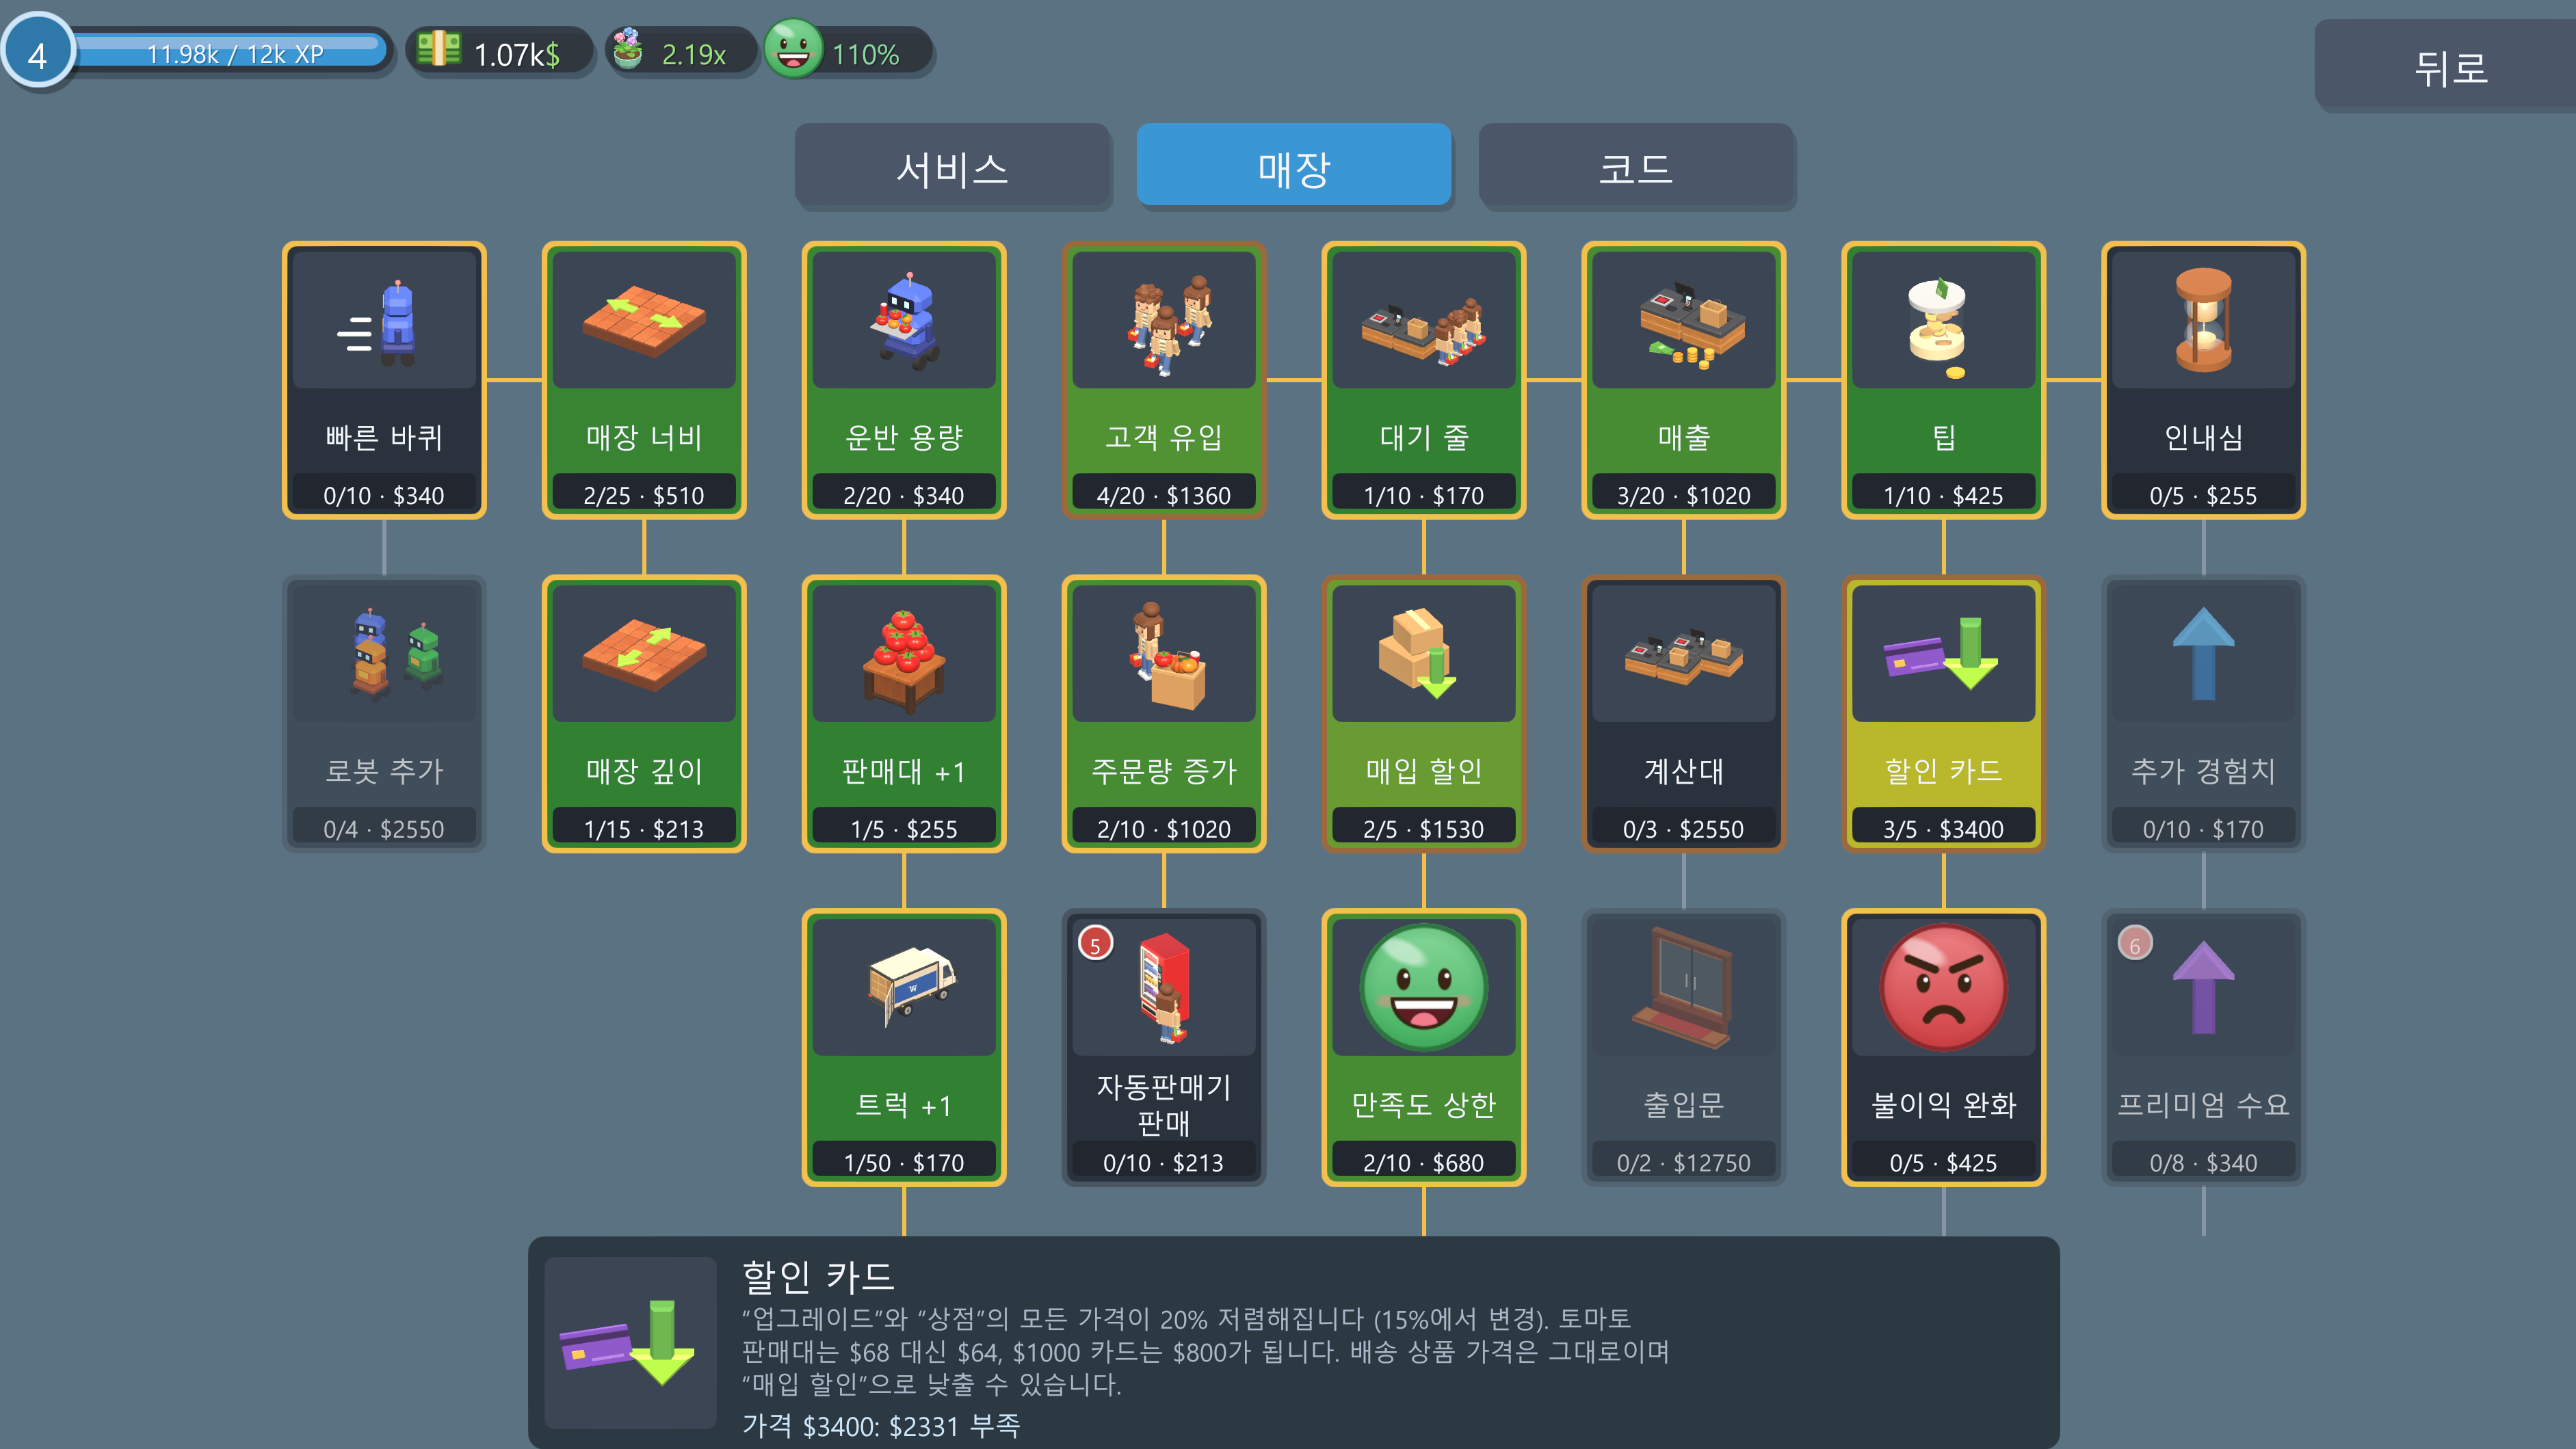 4
11.98k / 12k XP
1.07k$
2.19x
110%
뒤로
서비스
매장
코드
빠른 바퀴
0/10 · $340
매장 너비
2/25 · $510
운반 용량
2/20 · $340
고객 유입
4/20 · $1360
대기 줄
1/10 · $170
매출
3/20 · $1020
팁
1/10 · $425
인내심
0/5 · $255
로봇 추가
0/4 · $2550
매장 깊이
1/15 · $213
판매대 +1
1/5 · $255
주문량 증가
2/10 · $1020
매입 할인
2/5 · $1530
계산대
0/3 · $2550
할인 카드
3/5 · $3400
추가 경험치
0/10 · $170
트럭 +1
1/50 · $170
5
자동판매기
판매
0/10 · $213
만족도 상한
2/10 · $680
출입문
0/2 · $12750
불이익 완화
0/5 · $425
6
프리미엄 수요
0/8 · $340
할인 카드
“업그레이드”와 “상점”의 모든 가격이 20% 저렴해집니다 (15%에서 변경). 토마토
판매대는 $68 대신 $64, $1000 카드는 $800가 됩니다. 배송 상품 가격은 그대로이며
“매입 할인”으로 낮출 수 있습니다.
가격 $3400: $2331 부족